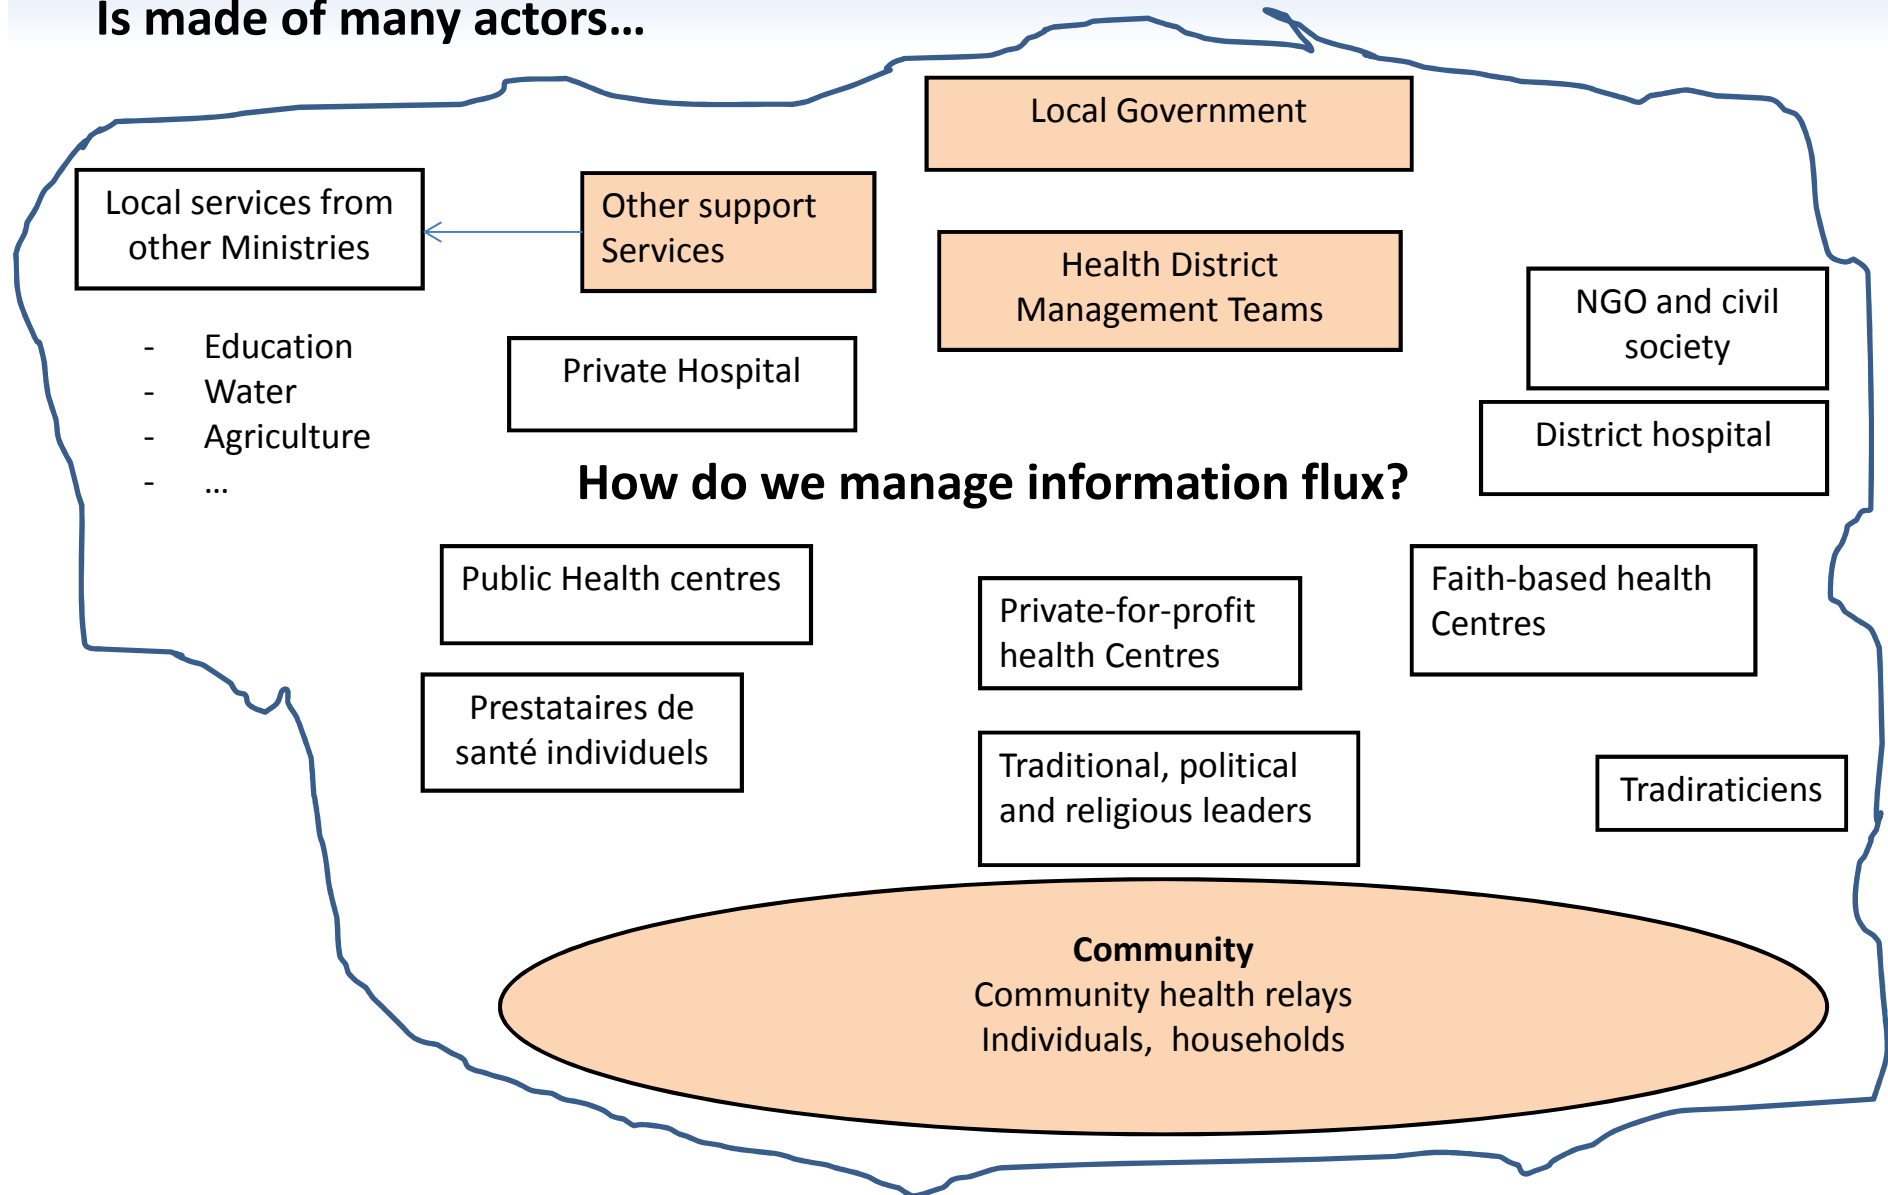 Is made of many actors…
Local Government
Local services from
other Ministries
Other support
Services
Health District
Management Teams
NGO and civil
society
- Education
- Water
- Agriculture
- …
Private Hospital
District hospital
How do we manage information flux?
Public Health centres
Private-for-profit
health Centres
Faith-based health
Centres
Prestataires de
santé individuels
Traditional, political
and religious leaders
Tradiraticiens
Community
Community health relays
Individuals,  households